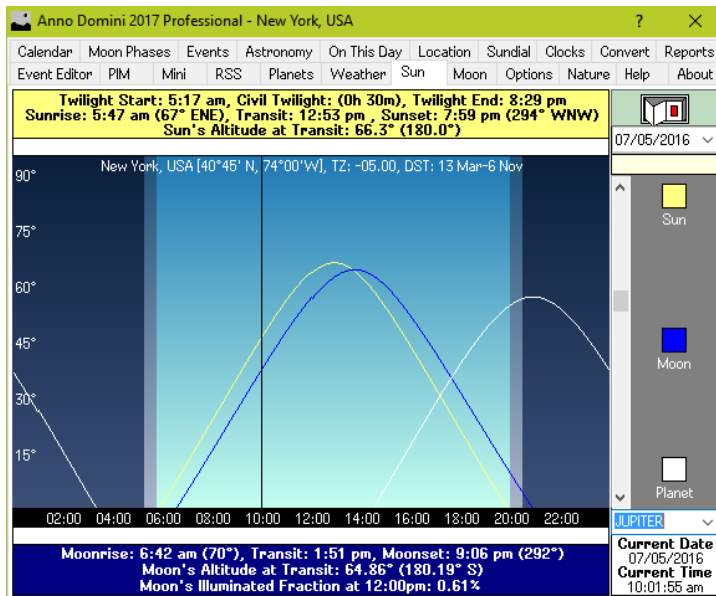 Anno Domini 2017 Professional - New York, USA
?
Calendar Moon Phases Events Astronomy On This Day Location Sundial Clocks Convert Reports
Event Editor PIM Mini RSS Planets Weather Sun Moon Options Nature Help About
Twilight Start: 5:17 am, Civil Twilight: (0h 30m), Twilight End: 8:29 pm
Sunrise: 5:47 am (67° ENE), Transit: 12:53 pm , Sunset: 7:59 pm (294° WNW)
Sun's Altitude at Transit: 66.3° (180.0°)
07/05/2016
New York, USA [40°45' N, 74°00'W], TZ: -05.00, DST: 13 Mar-6 Nov
90°
75°
60°
45°
30°
15°
Sun
Moon
Planet
02:00 04:00 06:00 08:00 10:00 12:00 14:00 16:00 18:00 20:00 22:00
JUPITER
Moonrise: 6:42 am (70°), Transit: 1:51 pm, Moonset: 9:06 pm (292°)
Moon's Altitude at Transit: 64.86° (180.19° S)
Moon's Illuminated Fraction at 12:00pm: 0.61%
Current Date
07/05/2016
Current Time
10:01:55 am